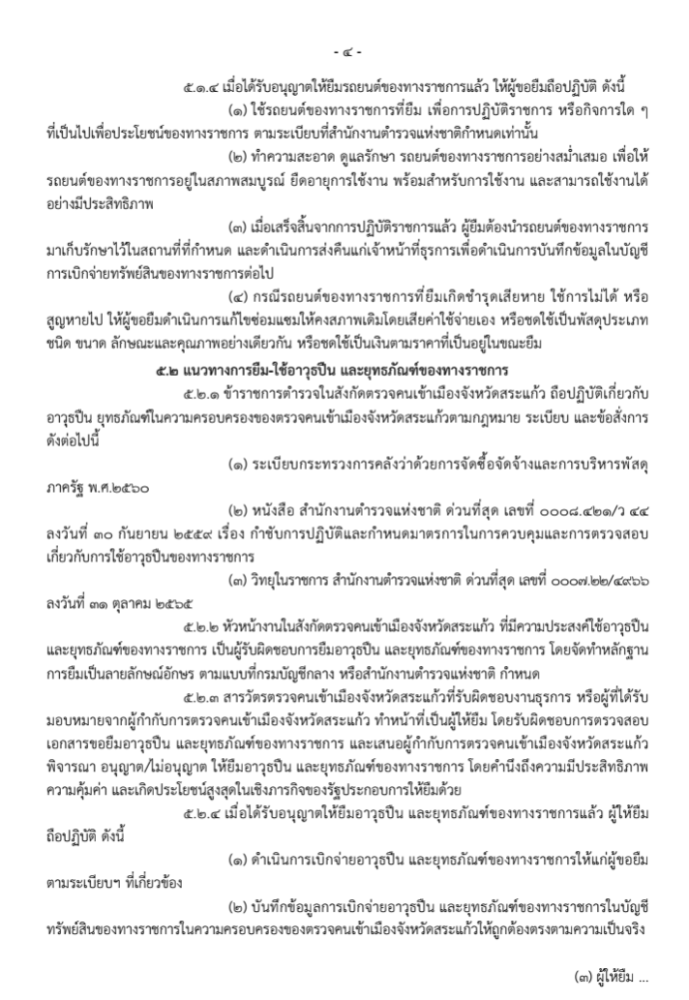 - ๔ -
๕.๑.๔ เมื่อได้รับอนุญาตให้ยืมรถยนต์ของทางราชการแล้ว ให้ผู้ขอยืมถือปฏิบัติ ดังนี้
(๑) ใช้รถยนต์ของทางราชการที่ยืม เพื่อการปฏิบัติราชการ หรือกิจการใด ๆ
ที่เป็นไปเพื่อประโยชน์ของทางราชการ ตามระเบียบที่สำนักงานตำรวจแห่งชาติกำหนดเท่านั้น
(๒) ทำความสะอาด ดูแลรักษา รถยนต์ของทางราชการอย่างสม่ำเสมอ เพื่อให้
รถยนต์ของทางราชการอยู่ในสภาพสมบูรณ์ ยืดอายุการใช้งาน พร้อมสำหรับการใช้งาน และสามารถใช้งานได้
อย่างมีประสิทธิภาพ
(๓) เมื่อเสร็จสิ้นจากการปฏิบัติราชการแล้ว ผู้ยืมต้องนำรถยนต์ของทางราชการ
มาเก็บรักษาไว้ในสถานที่ที่กำหนด และดำเนินการส่งคืนแก่เจ้าหน้าที่ธุรการเพื่อดำเนินการบันทึกข้อมูลในบัญชี
การเบิกจ่ายทรัพย์สินของทางราชการต่อไป
(๔) กรณีรถยนต์ของทางราชการที่ยืมเกิดชำรุดเสียหาย ใช้การไม่ได้ หรือ
สูญหายไป ให้ผู้ขอยืมดำเนินการแก้ไขซ่อมแซมให้คงสภาพเดิมโดยเสียค่าใช้จ่ายเอง หรือชดใช้เป็นพัสดุประเภท
ชนิด ขนาด ลักษณะและคุณภาพอย่างเดียวกัน หรือชดใช้เป็นเงินตามราคาที่เป็นอยู่ในขณะยืม
๕.๒ แนวทางการยืม-ใช้อาวุธปืน และยุทธภัณฑ์ของทางราชการ
๕.๒.๑ ข้าราชการตำรวจในสังกัดตรวจคนเข้าเมืองจังหวัดสระแก้ว ถือปฏิบัติเกี่ยวกับ
อาวุธปืน ยุทธภัณฑ์ในความครอบครองของตรวจคนเข้าเมืองจังหวัดสระแก้วตามกฎหมาย ระเบียบ และข้อสั่งการ
ดังต่อไปนี้
(๑) ระเบียบกระทรวงการคลังว่าด้วยการจัดซื้อจัดจ้างและการบริหารพัสดุ
ภาครัฐ พ.ศ.๒๕๖๐
(๒) หนังสือ สำนักงานตำรวจแห่งชาติ ด่วนที่สุด เลขที่ ๐๐๐๘.๔๒๑/ว ๔๔
ลงวันที่ ๓๐ กันยายน ๒๕๕๙ เรื่อง กำชับการปฏิบัติและกำหนดมาตรการในการควบคุมและการตรวจสอบ
เกี่ยวกับการใช้อาวุธปืนของทางราชการ
(๓) วิทยุในราชการ สำนักงานตำรวจแห่งชาติ ด่วนที่สุด เลขที่ ๐๐๐๗.๒๒/๔๙๖๖
ลงวันที่ ๓๑ ตุลาคม ๒๕๖๕
๕.๒.๒ หัวหน้างานในสังกัดตรวจคนเข้าเมืองจังหวัดสระแก้ว ที่มีความประสงค์ใช้อาวุธปืน
และยุทธภัณฑ์ของทางราชการ เป็นผู้รับผิดชอบการยืมอาวุธปืน และยุทธภัณฑ์ของทางราชการ โดยจัดทำหลักฐาน
การยืมเป็นลายลักษณ์อักษร ตามแบบที่กรมบัญชีกลาง หรือสำนักงานตำรวจแห่งชาติ กำหนด
๕.๒.๓ สารวัตรตรวจคนเข้าเมืองจังหวัดสระแก้วที่รับผิดชอบงานธุรการ หรือผู้ที่ได้รับ
มอบหมายจากผู้กำกับการตรวจคนเข้าเมืองจังหวัดสระแก้ว ทำหน้าที่เป็นผู้ให้ยืม โดยรับผิดชอบการตรวจสอบ
เอกสารขอยืมอาวุธปืน และยุทธภัณฑ์ของทางราชการ และเสนอผู้กำกับการตรวจคนเข้าเมืองจังหวัดสระแก้ว
พิจารณา อนุญาต/ไม่อนุญาต ให้ยืมอาวุธปืน และยุทธภัณฑ์ของทางราชการ โดยคำนึงถึงความมีประสิทธิภาพ
ความคุ้มค่า และเกิดประโยชน์สูงสุดในเชิงภารกิจของรัฐประกอบการให้ยืมด้วย
๕.๒.๔ เมื่อได้รับอนุญาตให้ยืมอาวุธปืน และยุทธภัณฑ์ของทางราชการแล้ว ผู้ให้ยืม
ถือปฏิบัติ ดังนี้
(๑) ดำเนินการเบิกจ่ายอาวุธปืน และยุทธภัณฑ์ของทางราชการให้แก่ผู้ขอยืม
ตามระเบียบฯ ที่เกี่ยวข้อง
(๒) บันทึกข้อมูลการเบิกจ่ายอาวุธปืน และยุทธภัณฑ์ของทางราชการในบัญชี
ทรัพย์สินของทางราชการในความครอบครองของตรวจคนเข้าเมืองจังหวัดสระแก้วให้ถูกต้องตรงตามความเป็นจริง
(๓) ผู้ให้ยืม ...